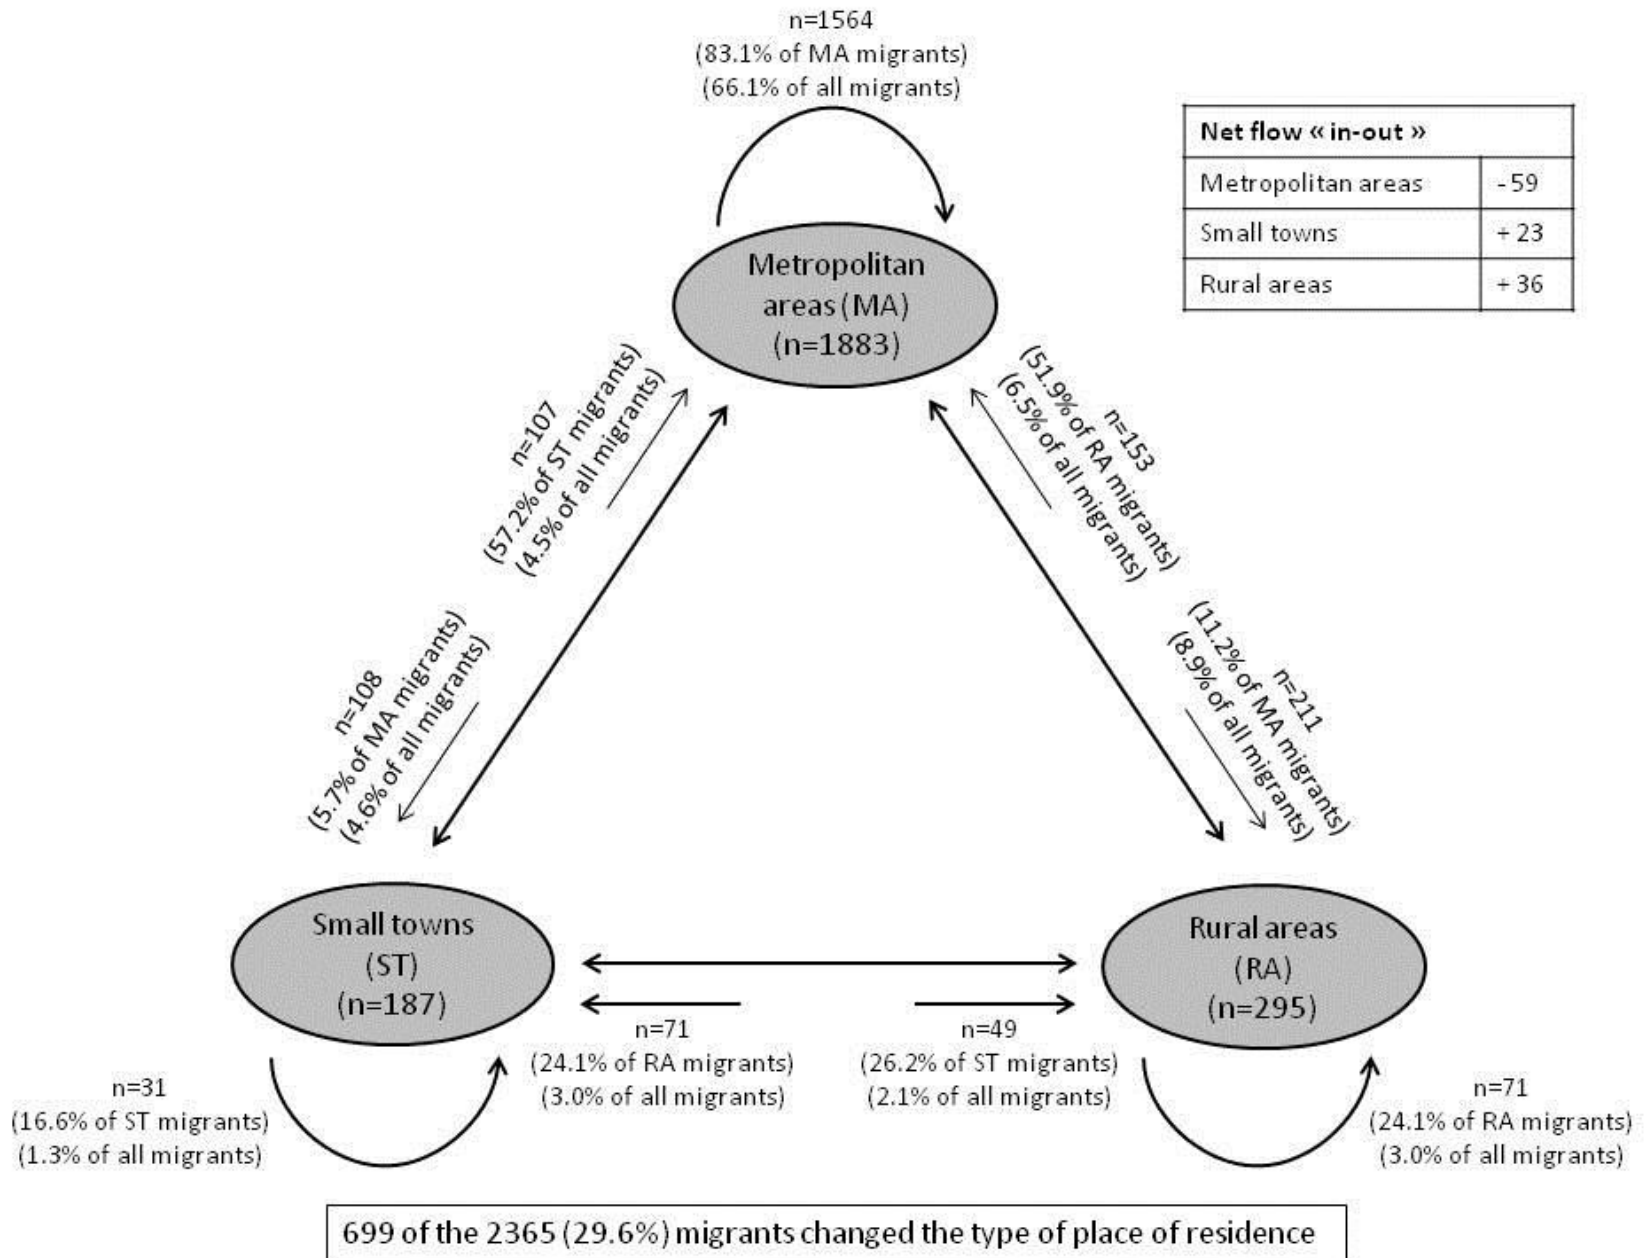 n=1564
(83.1% of MA migrants)
(66.1% of all migrants)
Net flow « in-out »
Metropolitan areas - 59
Small towns + 23
Rural areas + 36
Metropolitan
areas (MA)
(n=1883)
n=107
(57.2% of ST migrants)
(4.5% of all migrants)
n=153
(51.9% of RA migrants)
(6.5% of all migrants)
n=108
(5.7% of MA migrants)
(4.6% of all migrants)
n=211
(11.2% of MA migrants)
(8.9% of all migrants)
Small towns
(ST)
(n=187)
Rural areas
(RA)
(n=295)
n=71
(24.1% of RA migrants)
(3.0% of all migrants)
n=49
(26.2% of ST migrants)
(2.1% of all migrants)
n=31
(16.6% of ST migrants)
(1.3% of all migrants)
n=71
(24.1% of RA migrants)
(3.0% of all migrants)
699 of the 2365 (29.6%) migrants changed the type of place of residence